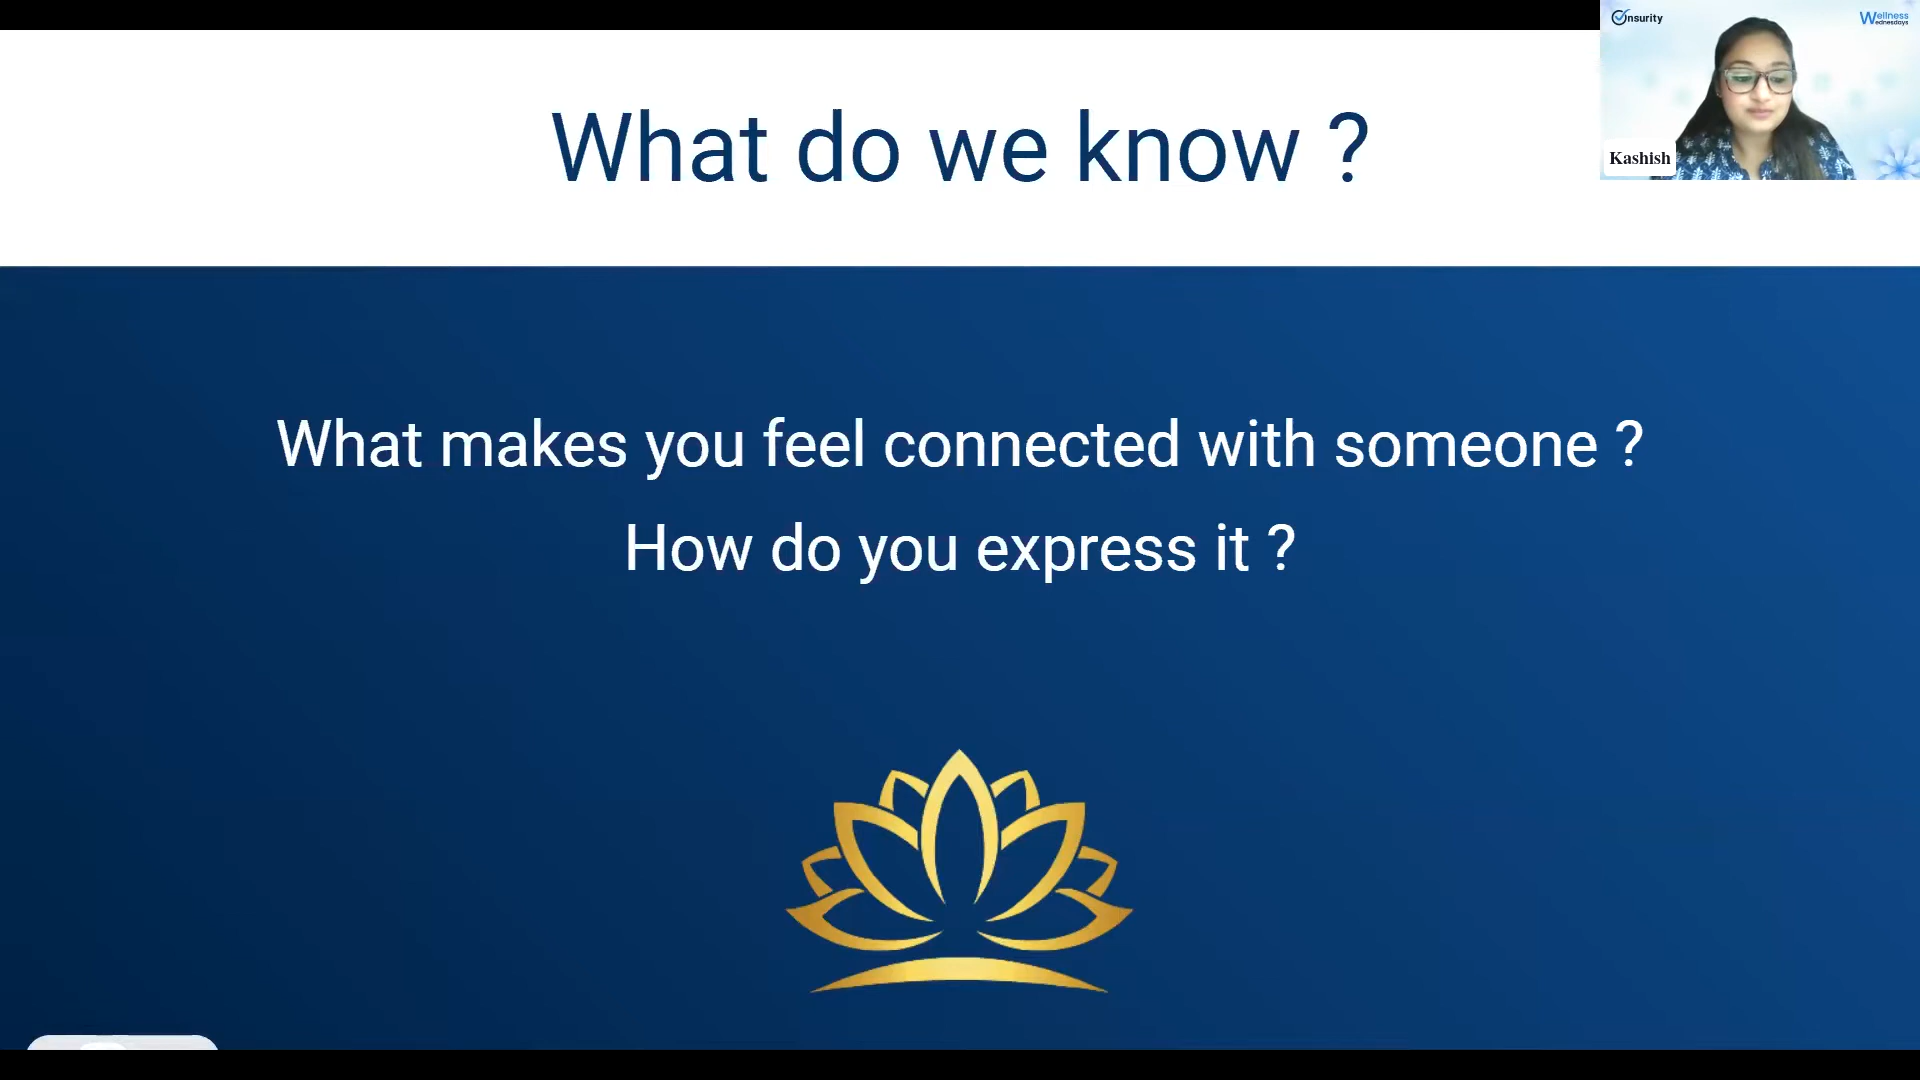 What do we know ?
Onsurity
Wellness
Wednesdays
Kashish
What makes you feel connected with someone ?
How do you express it ?